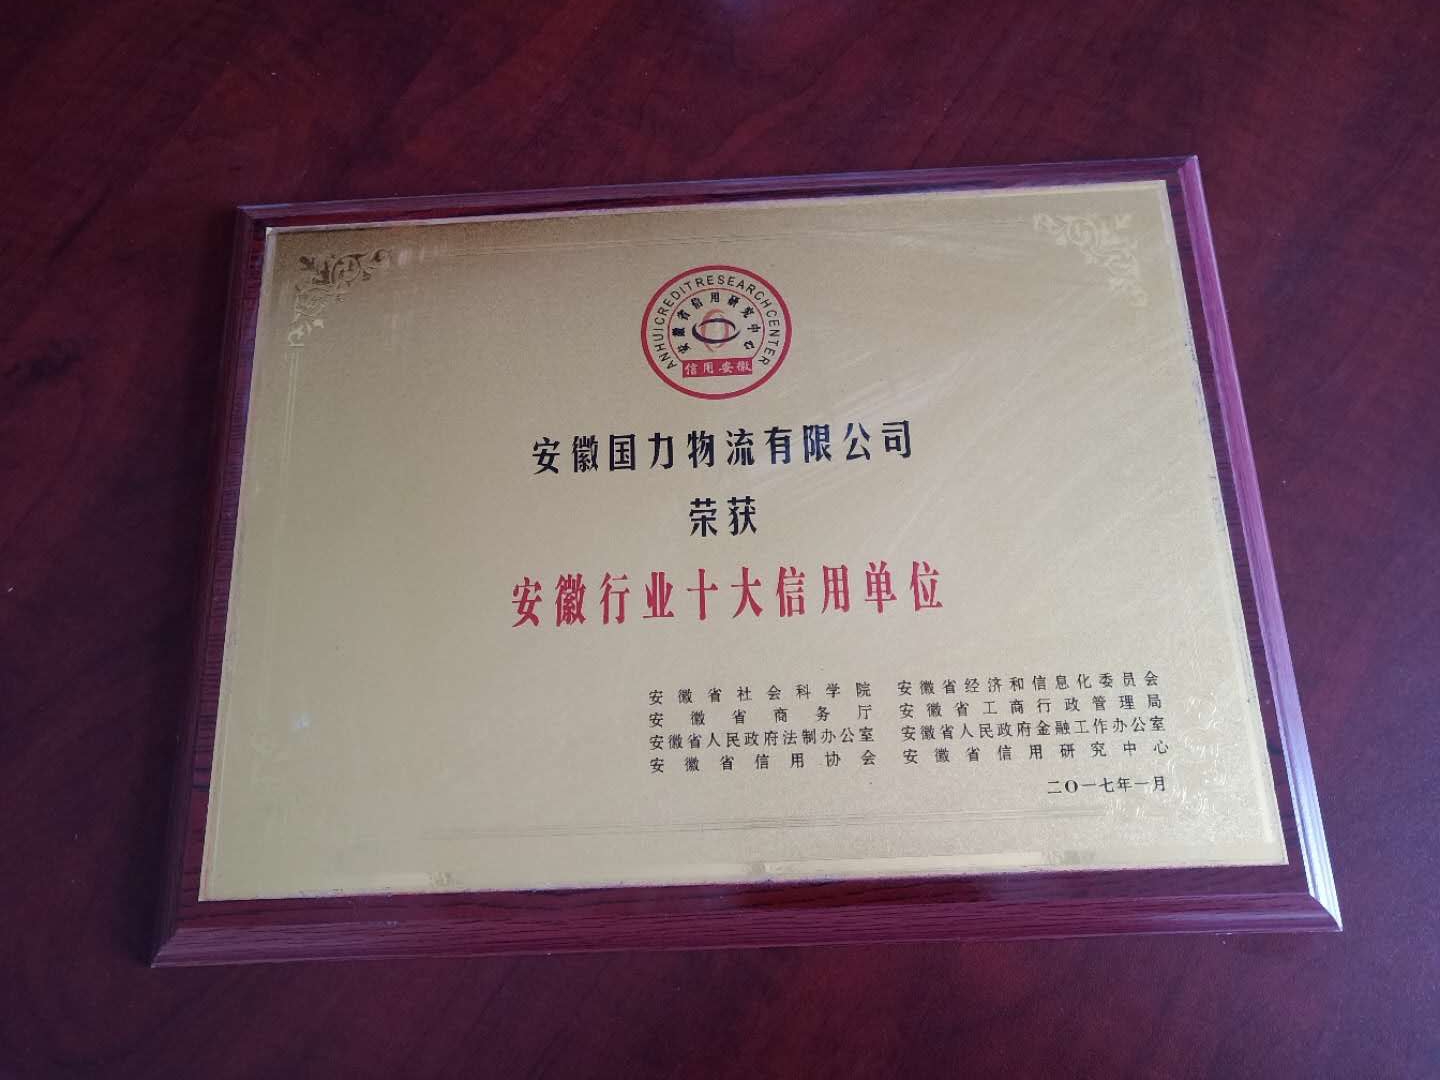 ANHUICREDITRESEARCHCENTER
安徽省信用研究中心
信用安徽
安徽国力物流有限公司
荣获
安徽行业十大信用单位
安徽省社会科学院 安徽省经济和信息化委员会
安徽省商务厅 安徽省工商行政管理局
安徽省人民政府法制办公室 安徽省人民政府金融工作办公室
安徽省信用协会 安徽省信用研究中心
二〇一七年一月